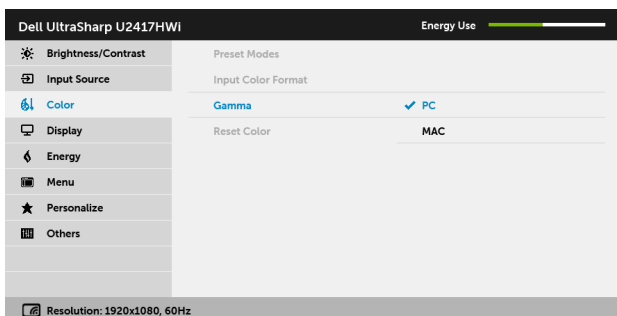 Dell UltraSharp U2417HWi
Energy Use
Brightness/Contrast
Preset Modes
Input Source
Input Color Format
Color
Gamma
PC
Display
Reset Color
MAC
Energy
Menu
Personalize
Others
Resolution: 1920x1080, 60Hz